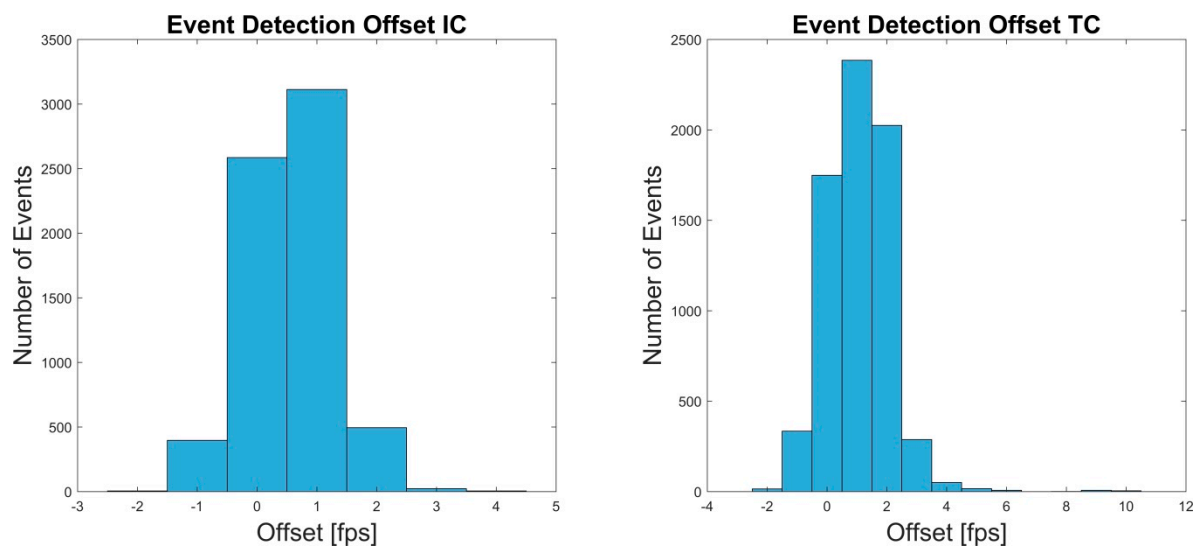 Event Detection Offset IC
3500
3000
2500
2000
1500
1000
500
0
Number of Events
-3 -2 -1 0 1 2 3 4 5
Offset [fps]
Event Detection Offset TC
2500
2000
1500
1000
500
0
Number of Events
-4 -2 0 2 4 6 8 10 12
Offset [fps]